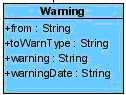 Warning
+from : String
+toWarnType : String
+warning : String
+warningDate : String